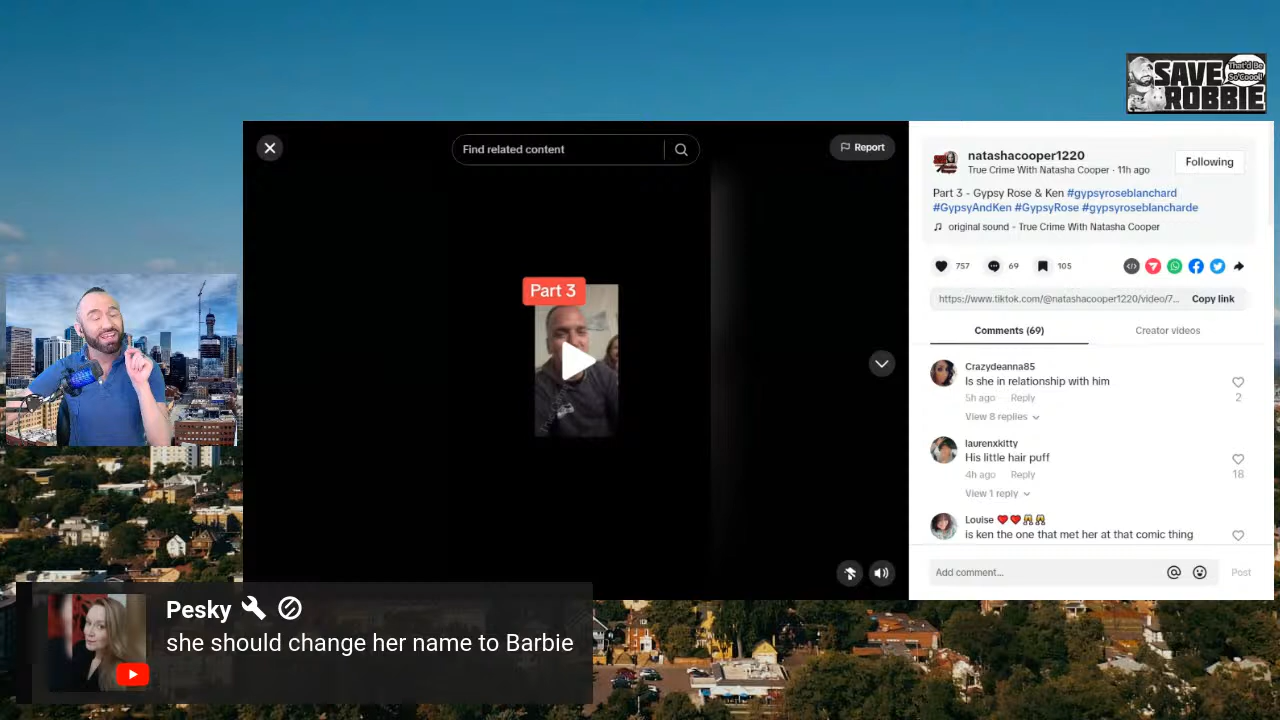 That'd Be
So Coool!
SAVE
ROBBIE
Find related content
Report
natashacooper1220
True Crime With Natasha Cooper · 11h ago
Following
Part 3 - Gypsy Rose & Ken #gypsyroseblanchard
#GypsyAndKen #GypsyRose #gypsyroseblancharde
original sound - True Crime With Natasha Cooper
757
69
105
https://www.tiktok.com/@natashacooper1220/video/7...
Copy link
Comments (69)
Creator videos
Part 3
Crazydeanna85
Is she in relationship with him
5h ago Reply
2
View 8 replies
laurenxkitty
His little hair puff
4h ago Reply
18
View 1 reply
Louise
is ken the one that met her at that comic thing
Add comment...
Post
Pesky
she should change her name to Barbie